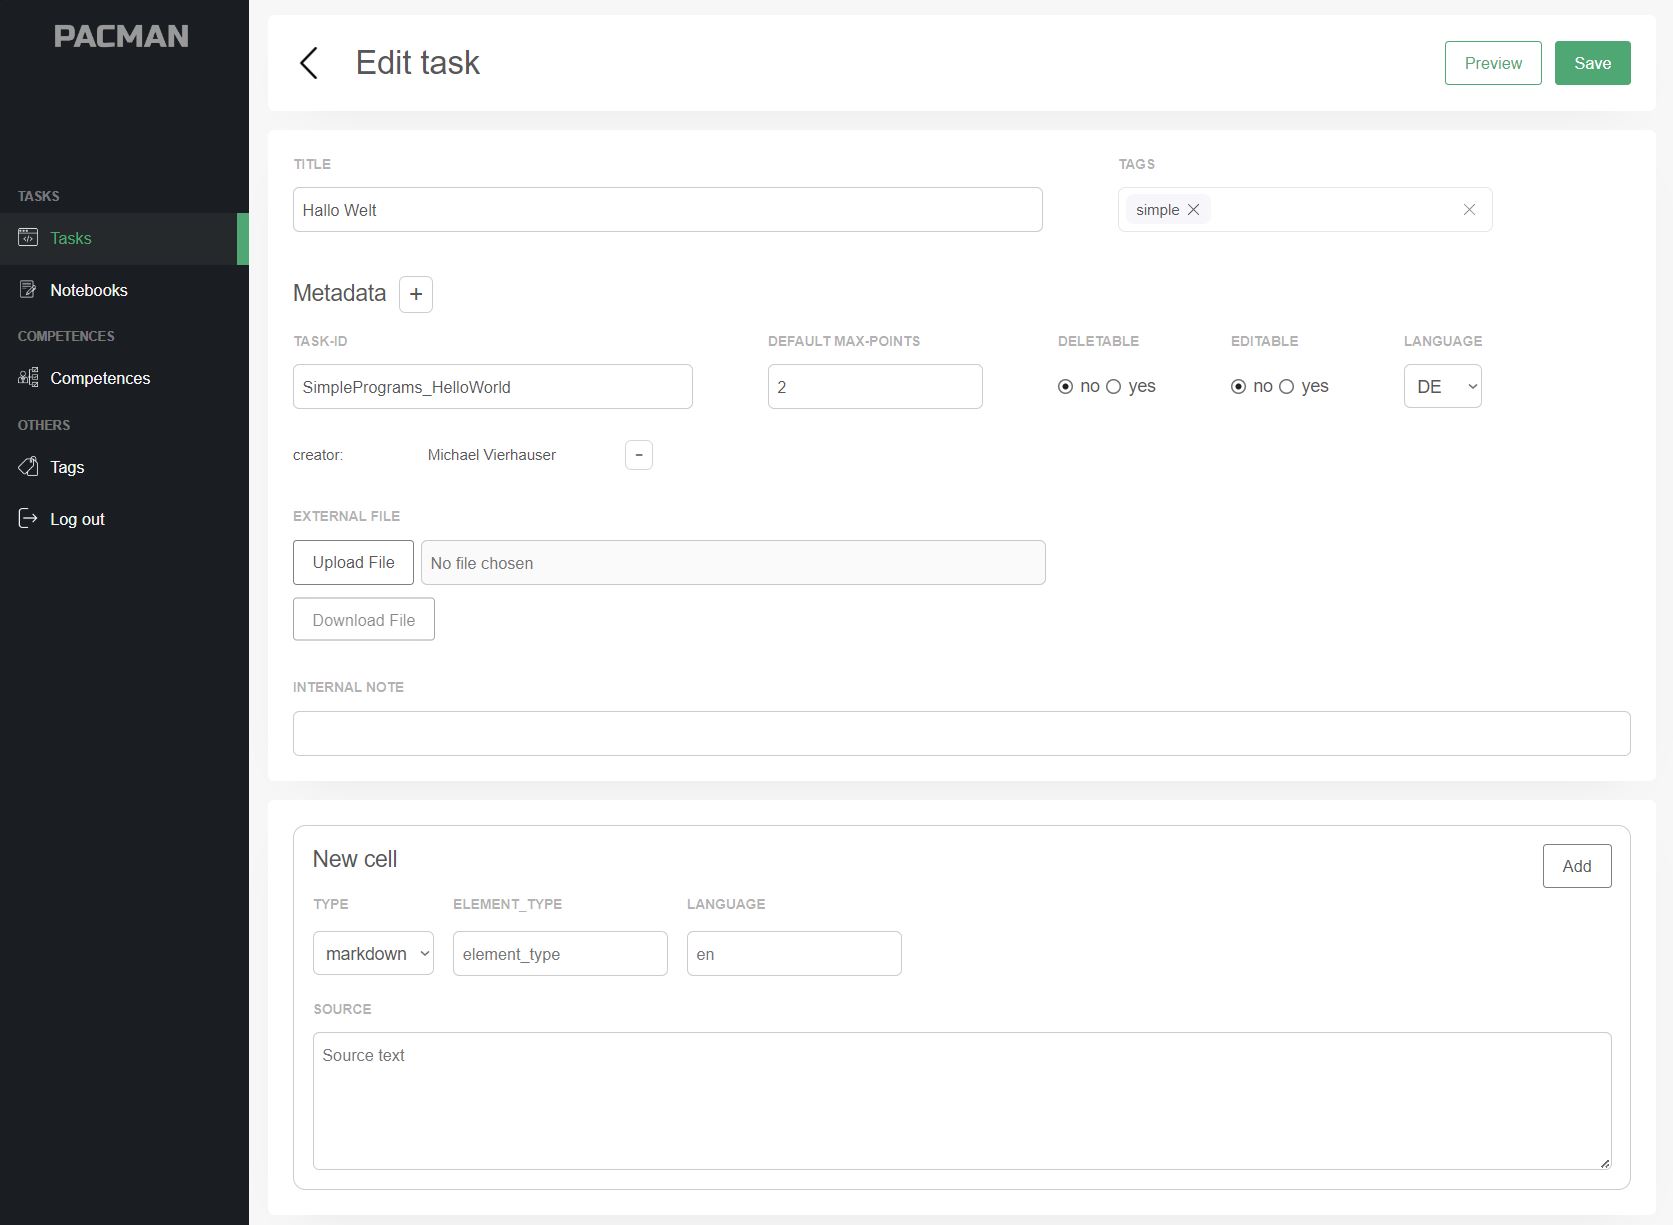 PACMAN
TASKS
Tasks
Notebooks
COMPETENCES
Competences
OTHERS
Tags
Log out
Edit task
Preview
Save
TITLE
TAGS
Hallo Welt
simple
Metadata +
TASK-ID
DEFAULT MAX-POINTS
DELETABLE
EDITABLE
LANGUAGE
SimplePrograms_HelloWorld
2
no yes
no yes
DE
creator: Michael Vierhauser -
EXTERNAL FILE
Upload File
No file chosen
Download File
INTERNAL NOTE
New cell
Add
TYPE
ELEMENT_TYPE
LANGUAGE
markdown
element_type
en
SOURCE
Source text